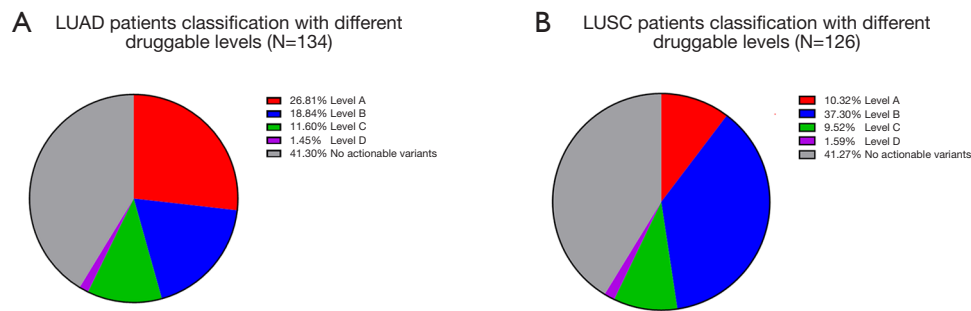 A
LUAD patients classification with different
druggable levels (N=134)
26.81% Level A
18.84% Level B
11.60% Level C
1.45% Level D
41.30% No actionable variants
B
LUSC patients classification with different
druggable levels (N=126)
10.32% Level A
37.30% Level B
9.52% Level C
1.59% Level D
41.27% No actionable variants